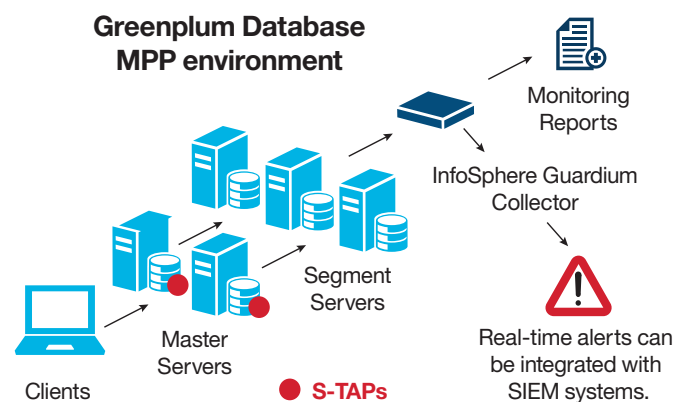 Greenplum Database
MPP environment
Monitoring
Reports
InfoSphere Guardium
Collector
Segment
Servers
Master
Servers
Real-time alerts can
be integrated with
SIEM systems.
Clients
S-TAPs